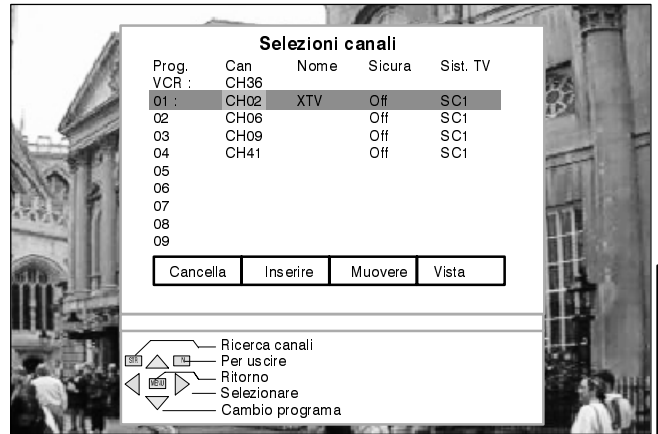 Selezioni canali
Prog. Can Nome Sicura Sist. TV
VCR : CH36
01 : CH02 XTV Off SC1
02 CH06 Off SC1
03 CH09 Off SC1
04 CH41 Off SC1
05
06
07
08
09
Cancella Inserire Muovere Vista
Ricerca canali
STR N Per uscire
MENU Ritorno
Selezionare
Cambio programa